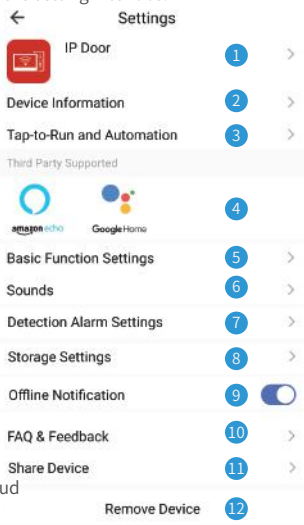 Settings
IP Door
1
Device Information 2
Tap-to-Run and Automation 3
Third Party Supported
4
amazon echo Google Home
Basic Function Settings 5
Sounds 6
Detection Alarm Settings 7
Storage Settings 8
Offline Notification 9
FAQ & Feedback 10
Share Device 11
ud
Remove Device 12